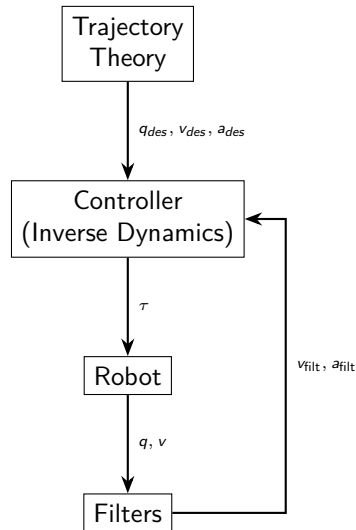 Trajectory
Theory
q_des, v_des, a_des
Controller
(Inverse Dynamics)
τ
Robot
v_filt, a_filt
q, v
Filters